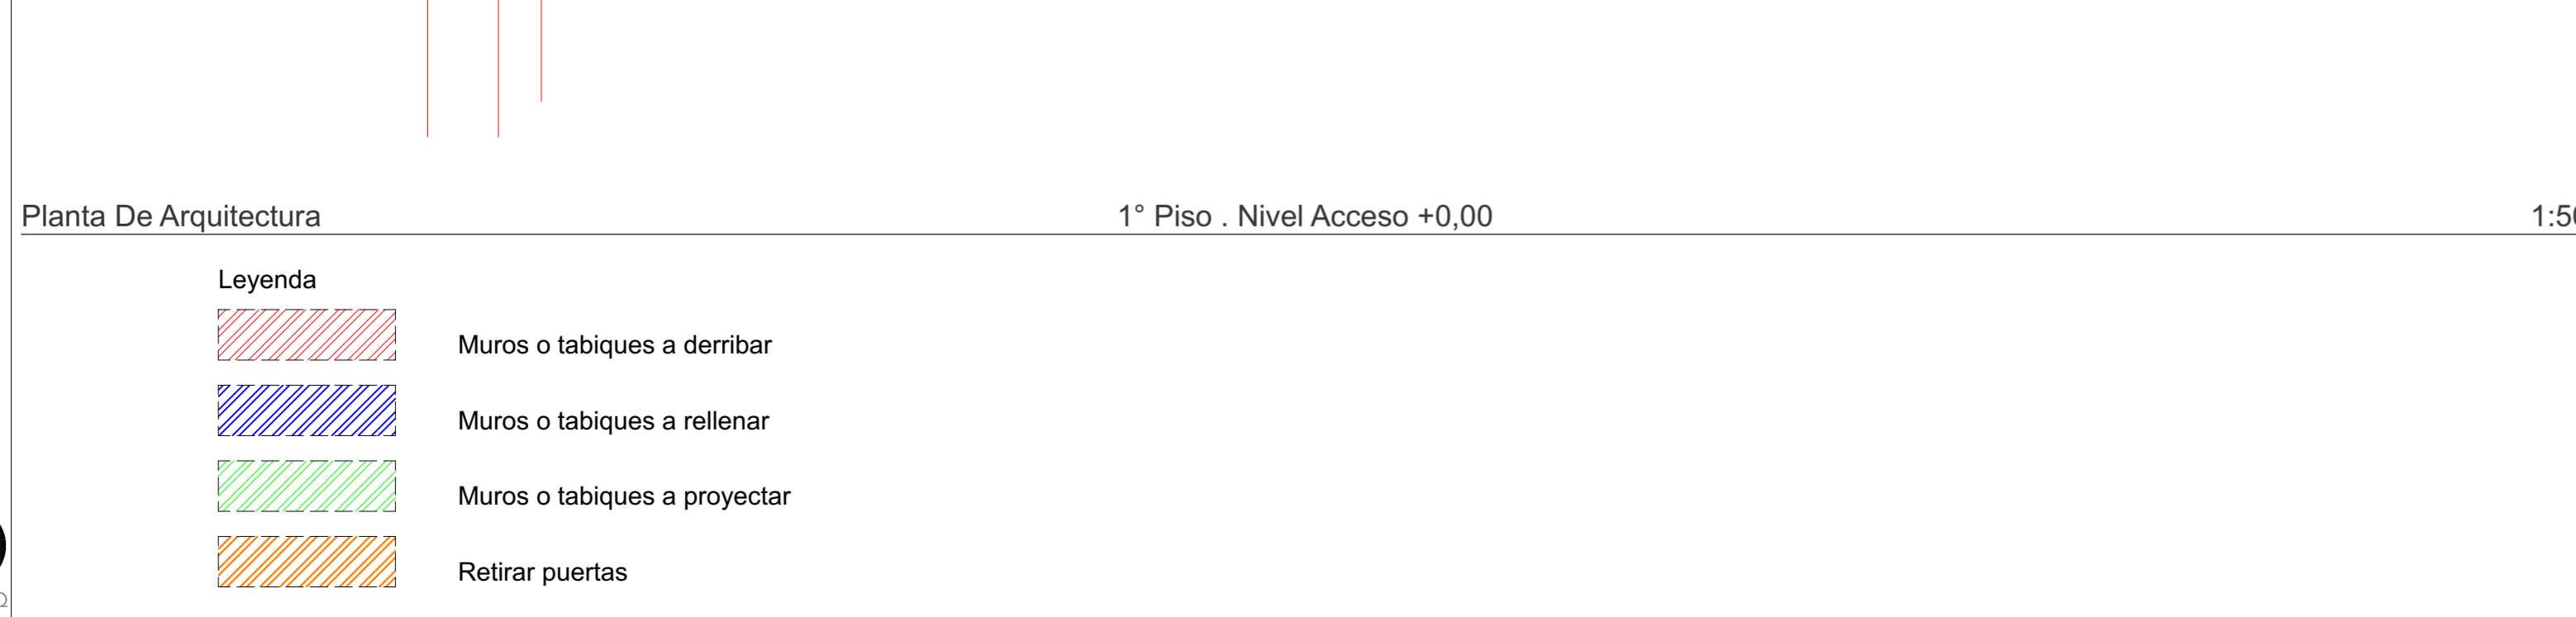 Planta De Arquitectura 1° Piso . Nivel Acceso +0,00
Leyenda
Muros o tabiques a derribar
Muros o tabiques a rellenar
Muros o tabiques a proyectar
Retirar puertas